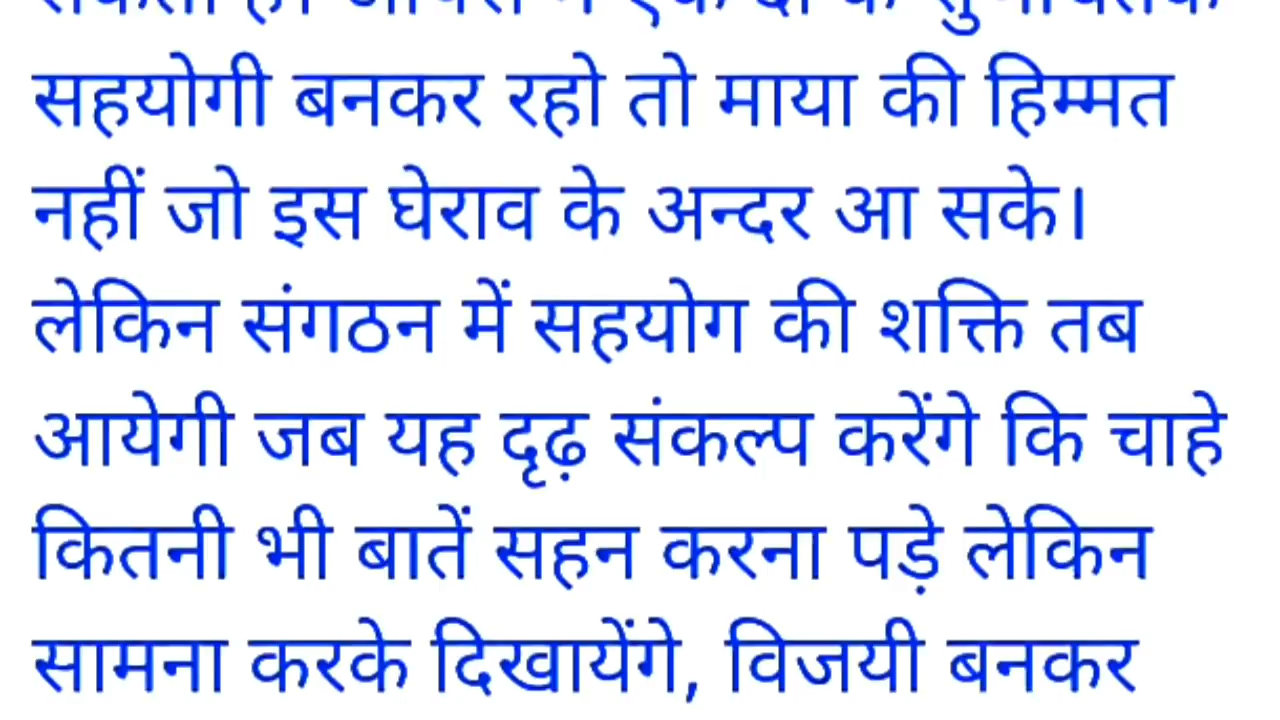 सहयोगी बनकर रहो तो माया की हिम्मत
नहीं जो इस घेराव के अन्दर आ सके।
लेकिन संगठन में सहयोग की शक्ति तब
आयेगी जब यह दृढ़ संकल्प करेंगे कि चाहे
कितनी भी बातें सहन करना पड़े लेकिन
सामना करके दिखायेंगे, विजयी बनकर